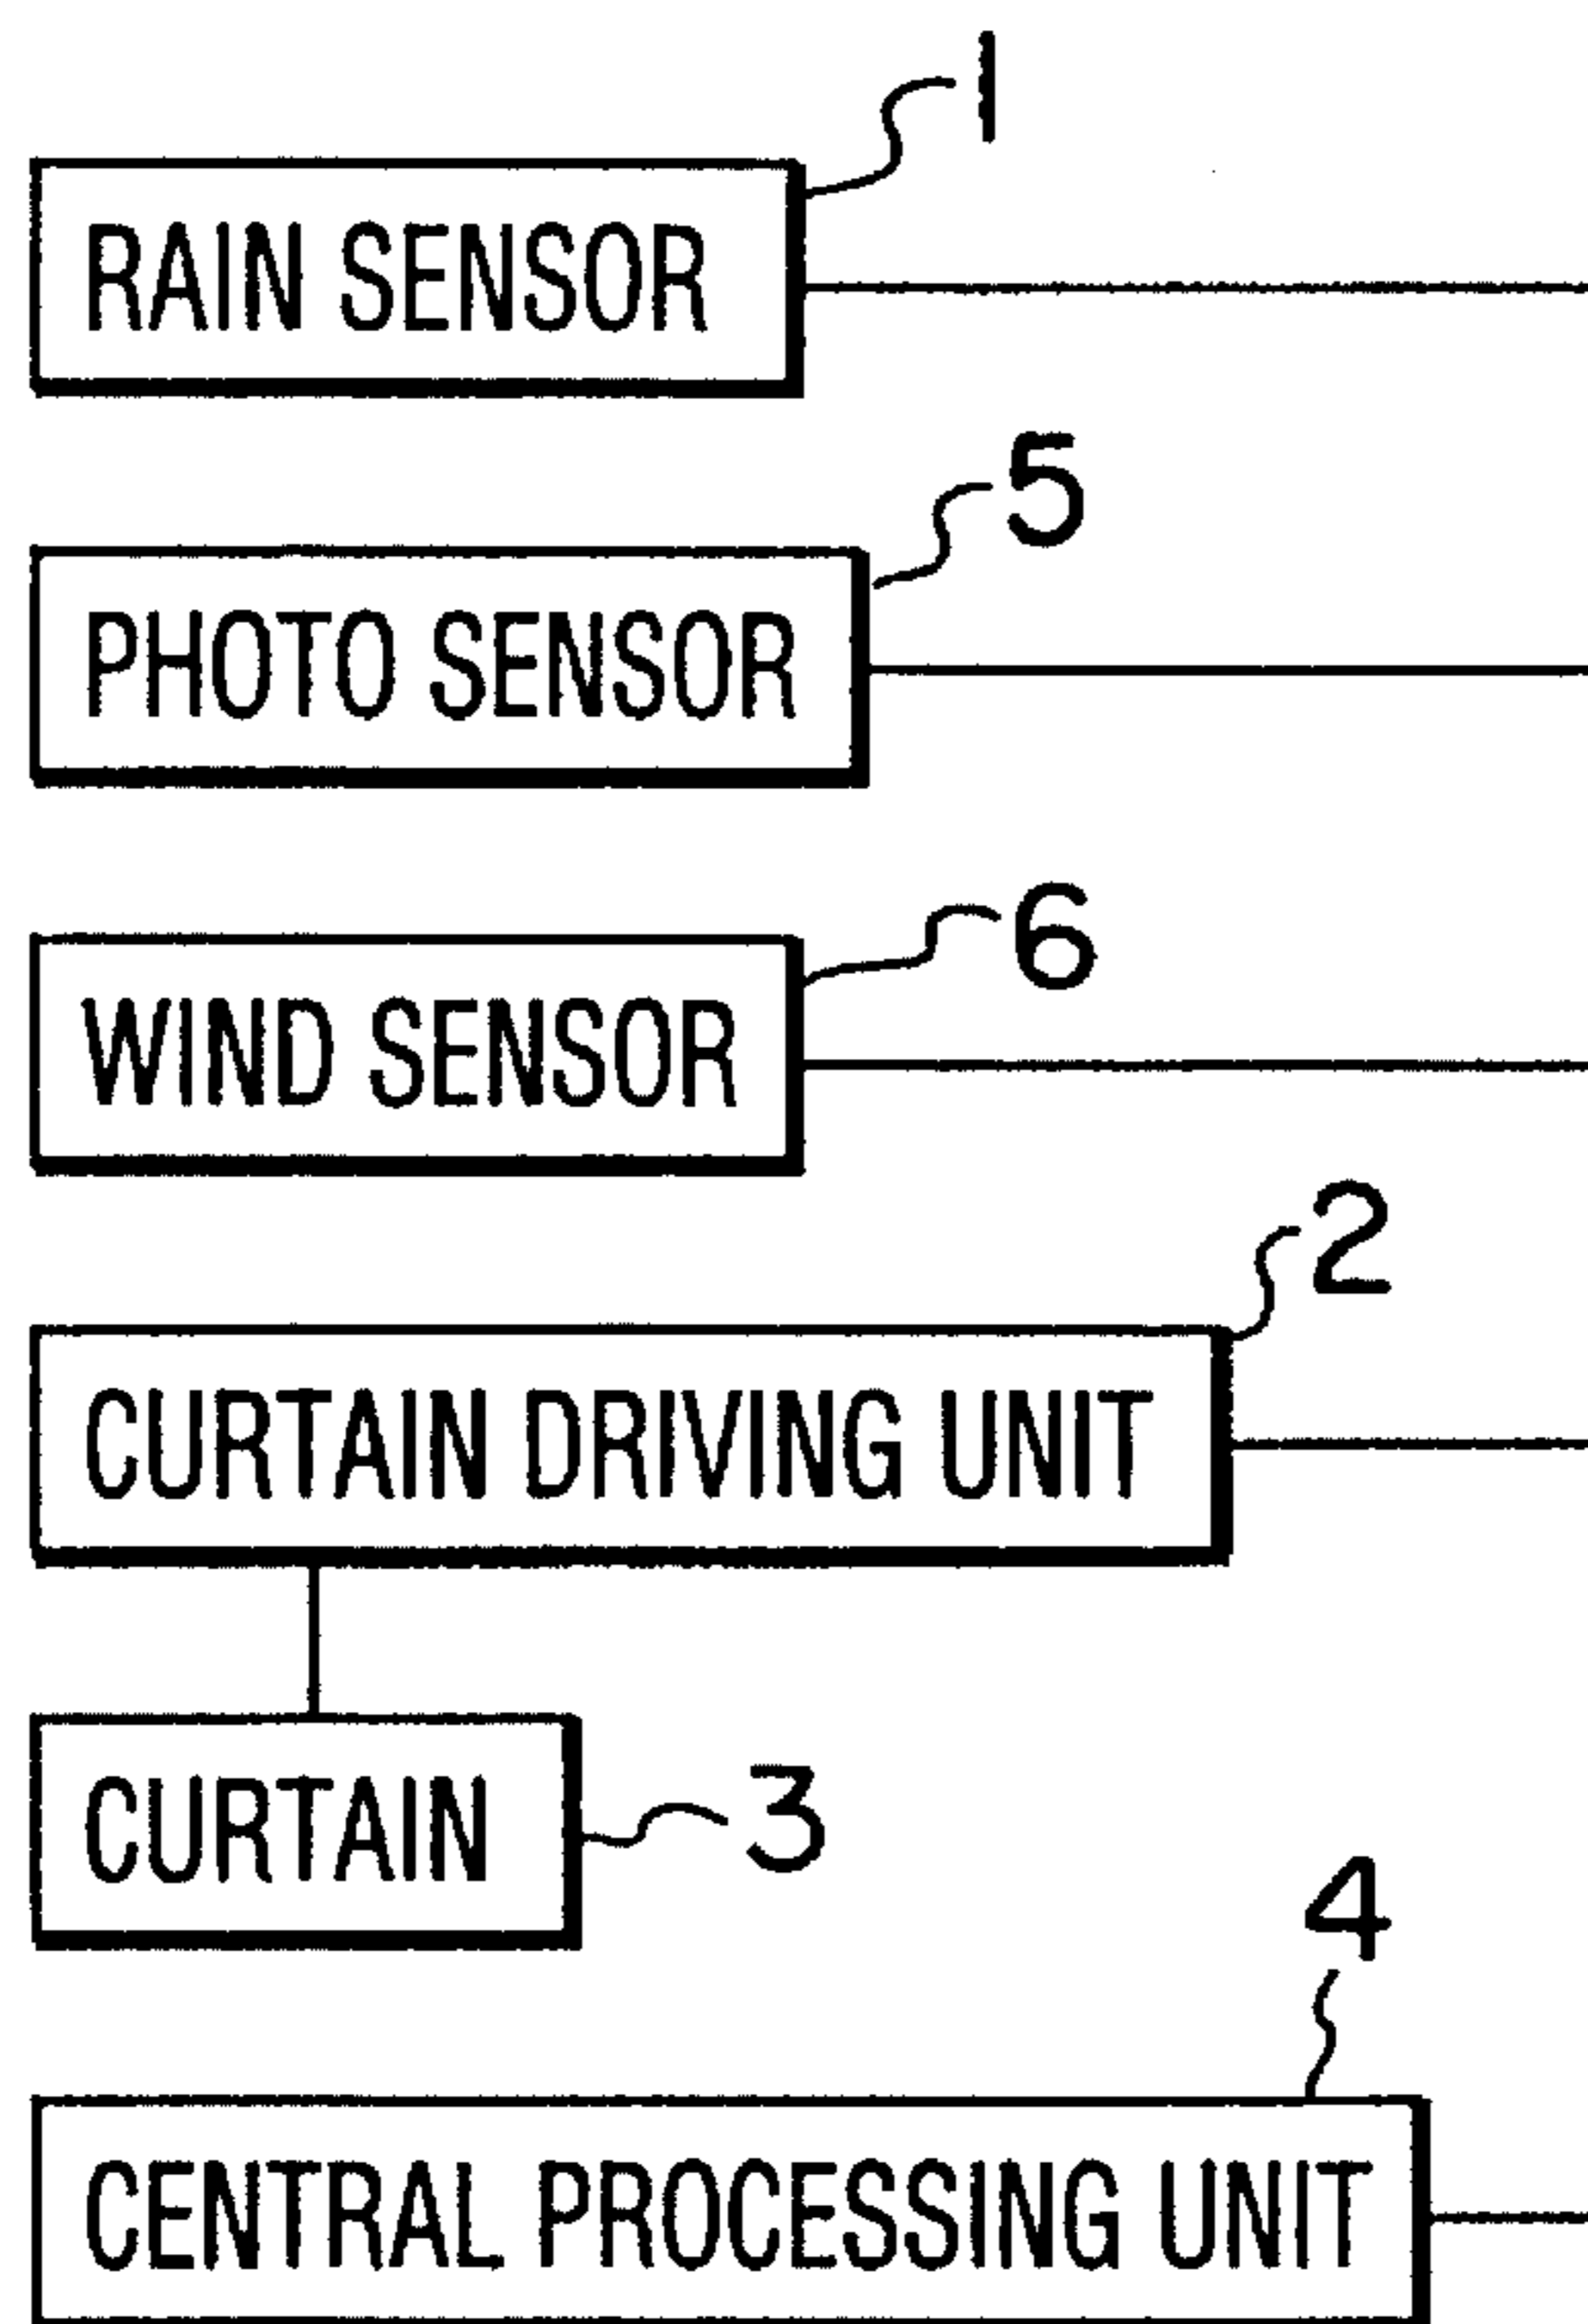 1
RAIN SENSOR
5
PHOTO SENSOR
6
WIND SENSOR
2
CURTAIN DRIVING UNIT
CURTAIN
3
4
CENTRAL PROCESSING UNIT